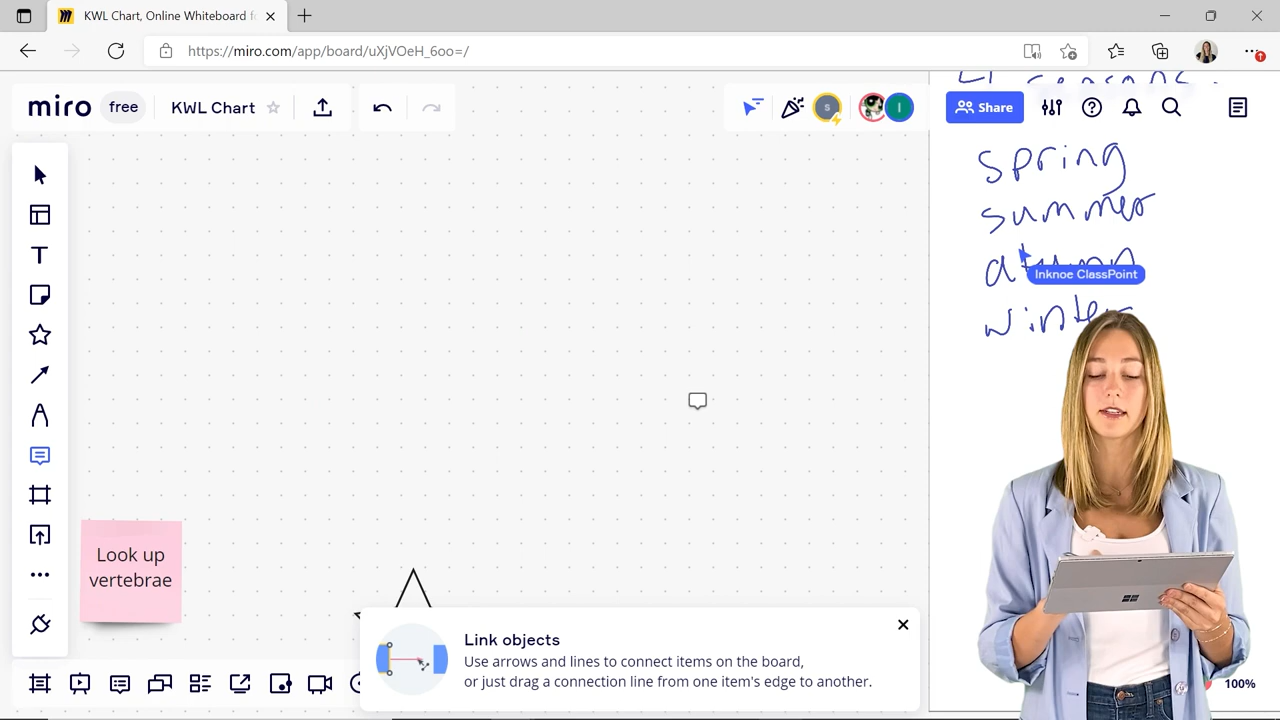 KWL Chart, Online Whiteboard f
https://miro.com/app/board/uXjVOeH_6oo=/
miro free KWL Chart
S I Share
spring
summer
Inknoe ClassPoint
winter
Look up
vertebrae
Link objects
Use arrows and lines to connect items on the board,
or just drag a connection line from one item's edge to another.
100%